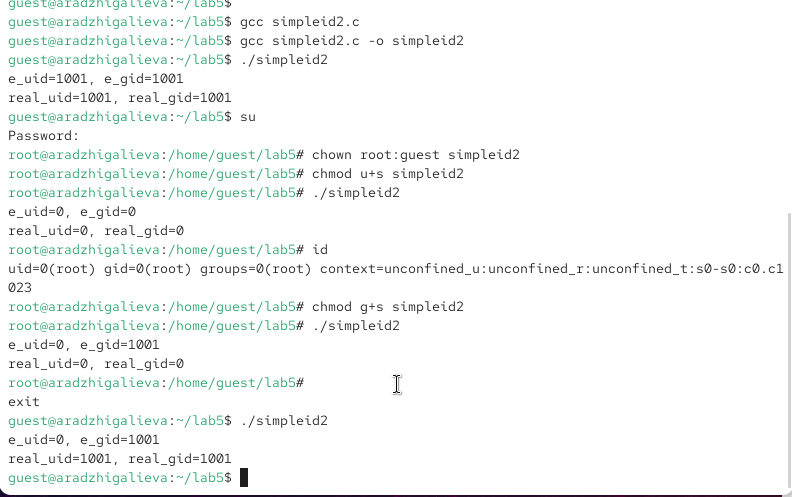 guest@aradzhigalieva:~/lab5$
guest@aradzhigalieva:~/lab5$ gcc simpleid2.c
guest@aradzhigalieva:~/lab5$ gcc simpleid2.c -o simpleid2
guest@aradzhigalieva:~/lab5$ ./simpleid2
e_uid=1001, e_gid=1001
real_uid=1001, real_gid=1001
guest@aradzhigalieva:~/lab5$ su
Password:
root@aradzhigalieva:/home/guest/lab5# chown root:guest simpleid2
root@aradzhigalieva:/home/guest/lab5# chmod u+s simpleid2
root@aradzhigalieva:/home/guest/lab5# ./simpleid2
e_uid=0, e_gid=0
real_uid=0, real_gid=0
root@aradzhigalieva:/home/guest/lab5# id
uid=0(root) gid=0(root) groups=0(root) context=unconfined_u:unconfined_r:unconfined_t:s0-s0:c0.c1
023
root@aradzhigalieva:/home/guest/lab5# chmod g+s simpleid2
root@aradzhigalieva:/home/guest/lab5# ./simpleid2
e_uid=0, e_gid=1001
real_uid=0, real_gid=0
root@aradzhigalieva:/home/guest/lab5#
exit
guest@aradzhigalieva:~/lab5$ ./simpleid2
e_uid=0, e_gid=1001
real_uid=1001, real_gid=1001
guest@aradzhigalieva:~/lab5$